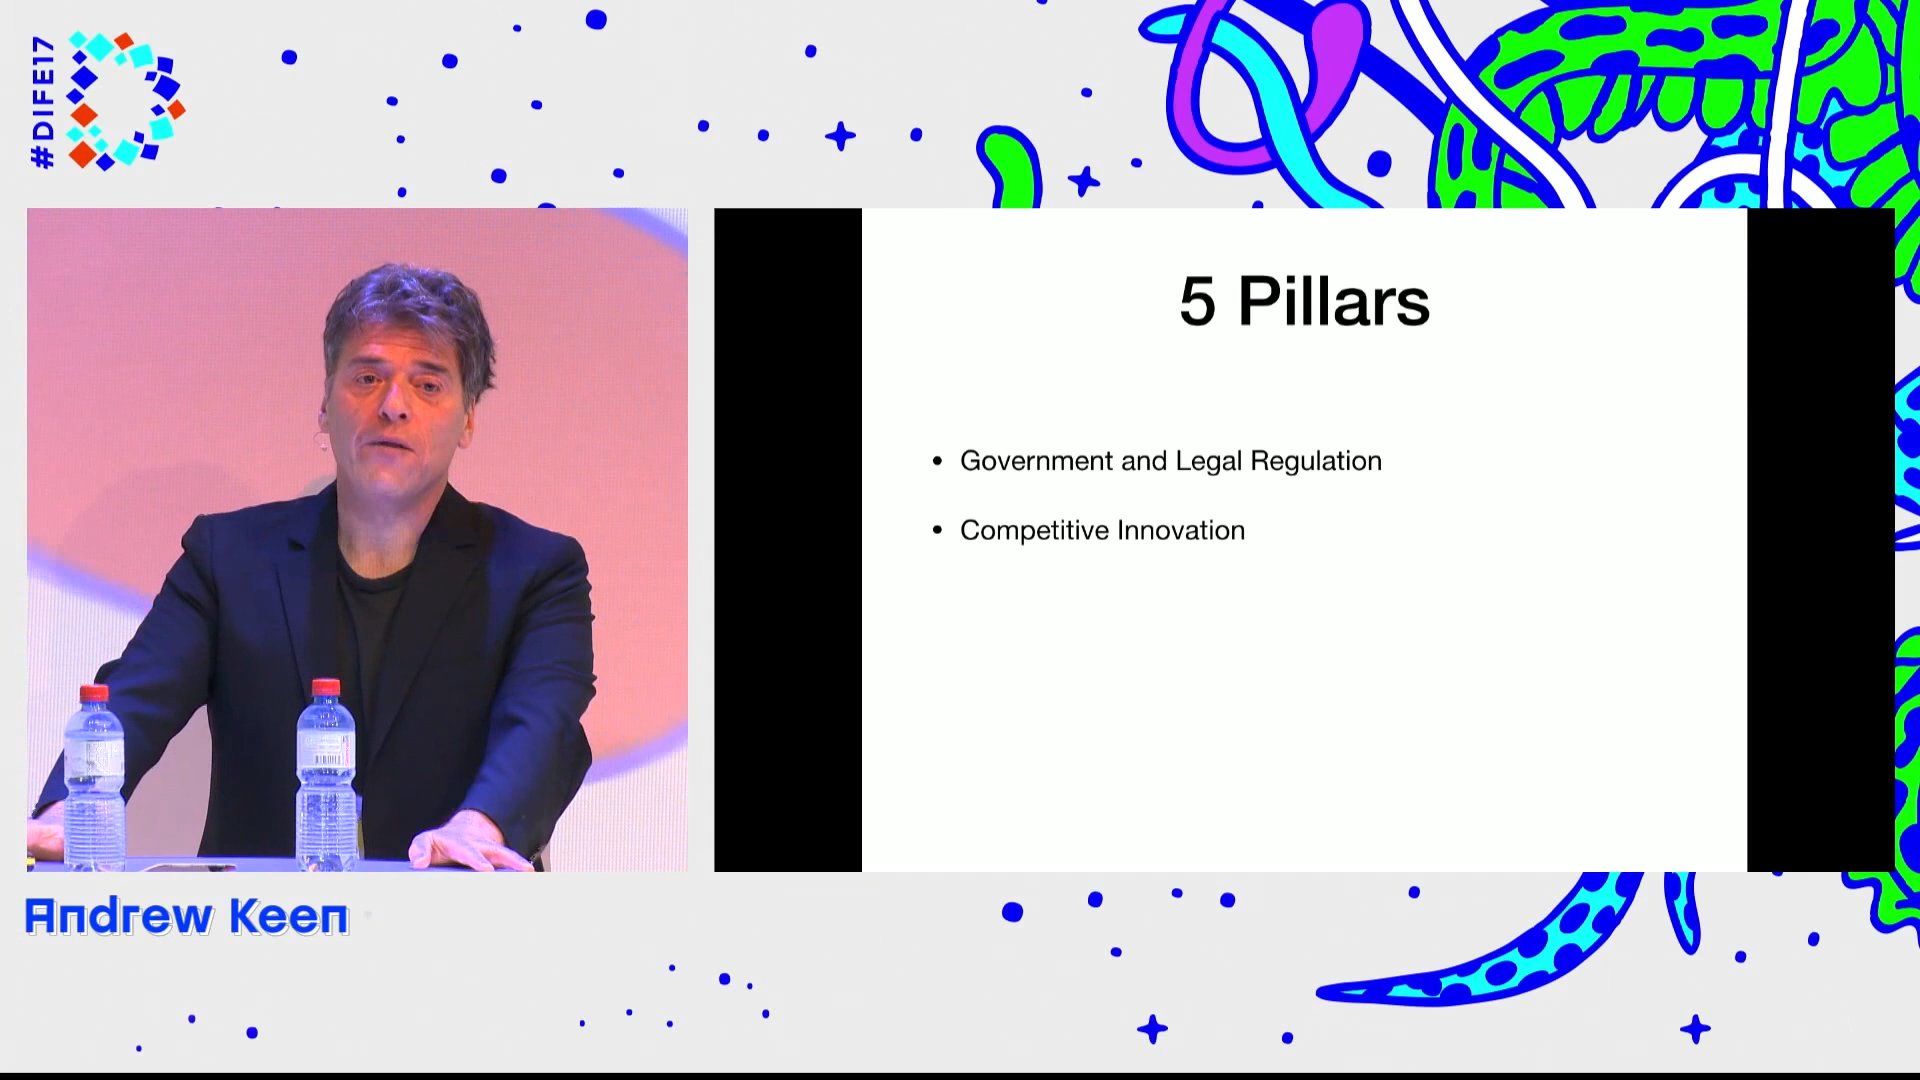 #DIFE17
5 Pillars
• Government and Legal Regulation
• Competitive Innovation
Andrew Keen